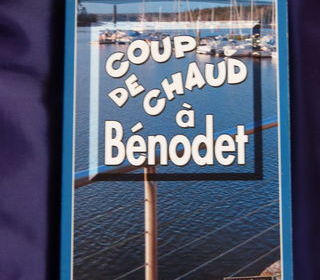 COUP
DE CHAUD
à
Bénodet